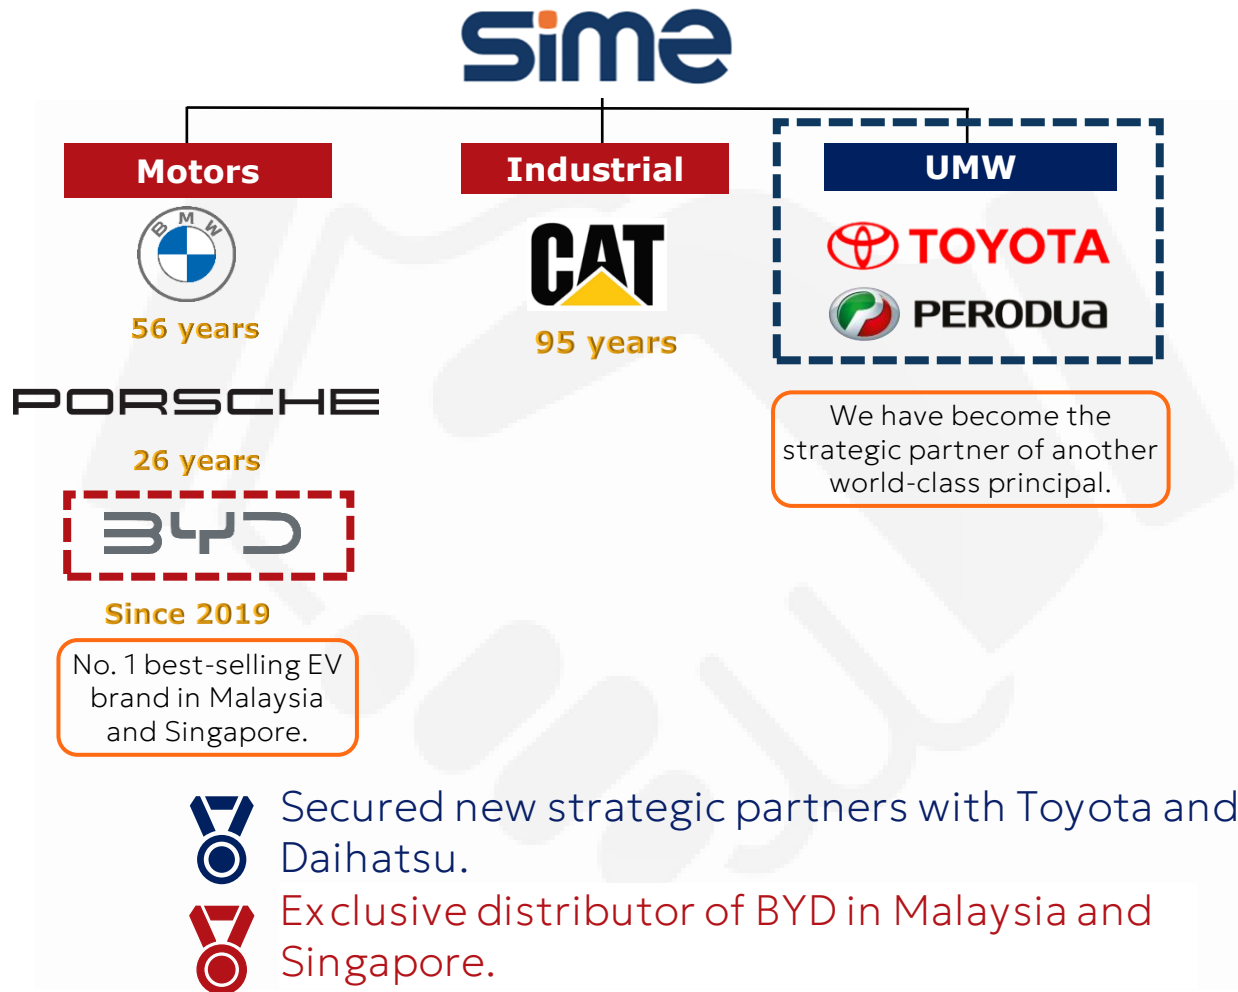 sime
Motors
Industrial
UMW
BMW
CAT
TOYOTA
PERODUA
56 years
95 years
PORSCHE
We have become the
strategic partner of another
world-class principal.
26 years
BYD
Since 2019
No. 1 best-selling EV
brand in Malaysia
and Singapore.
Secured new strategic partners with Toyota and
Daihatsu.
Exclusive distributor of BYD in Malaysia and
Singapore.